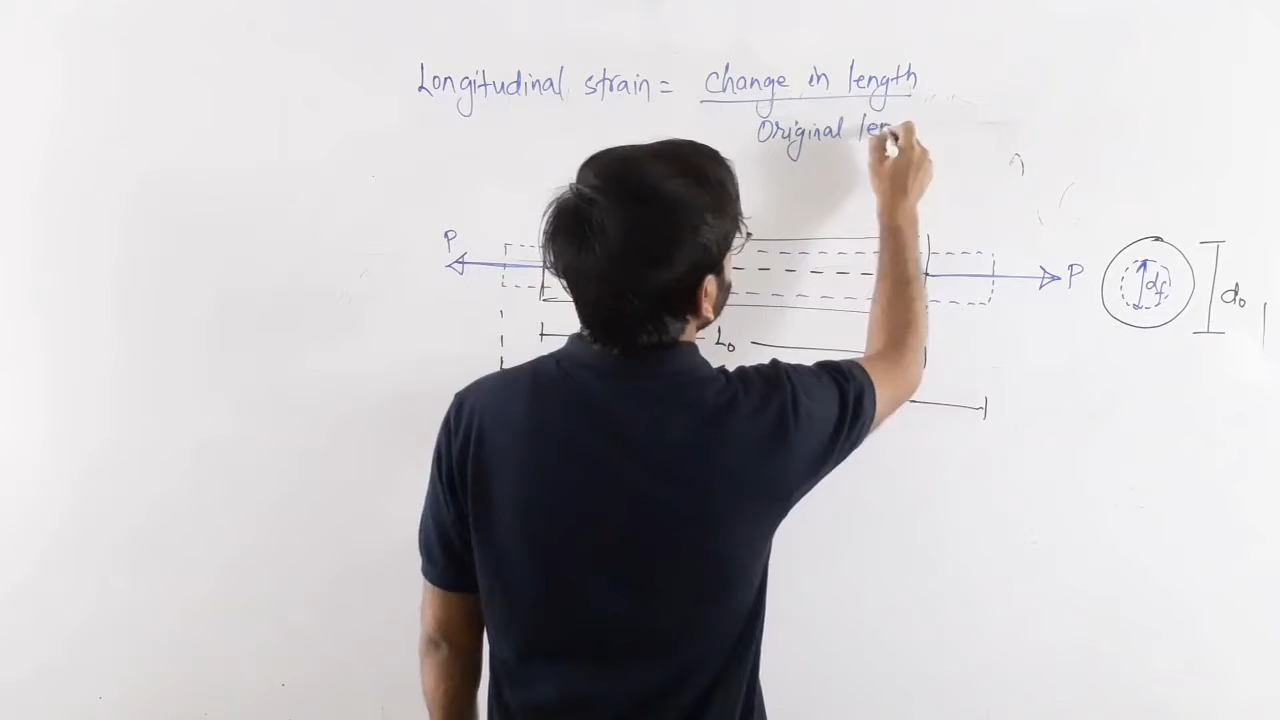 Longitudinal strain = Change in length
Original len
P
P
df
do
Lo